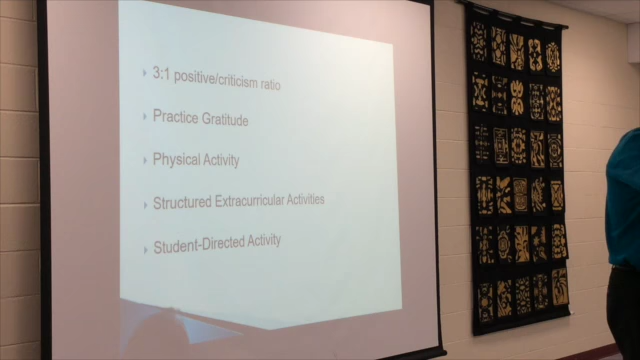 3:1 positive/criticism ratio
Practice Gratitude
Physical Activity
Structured Extracurricular Activities
Student-Directed Activity